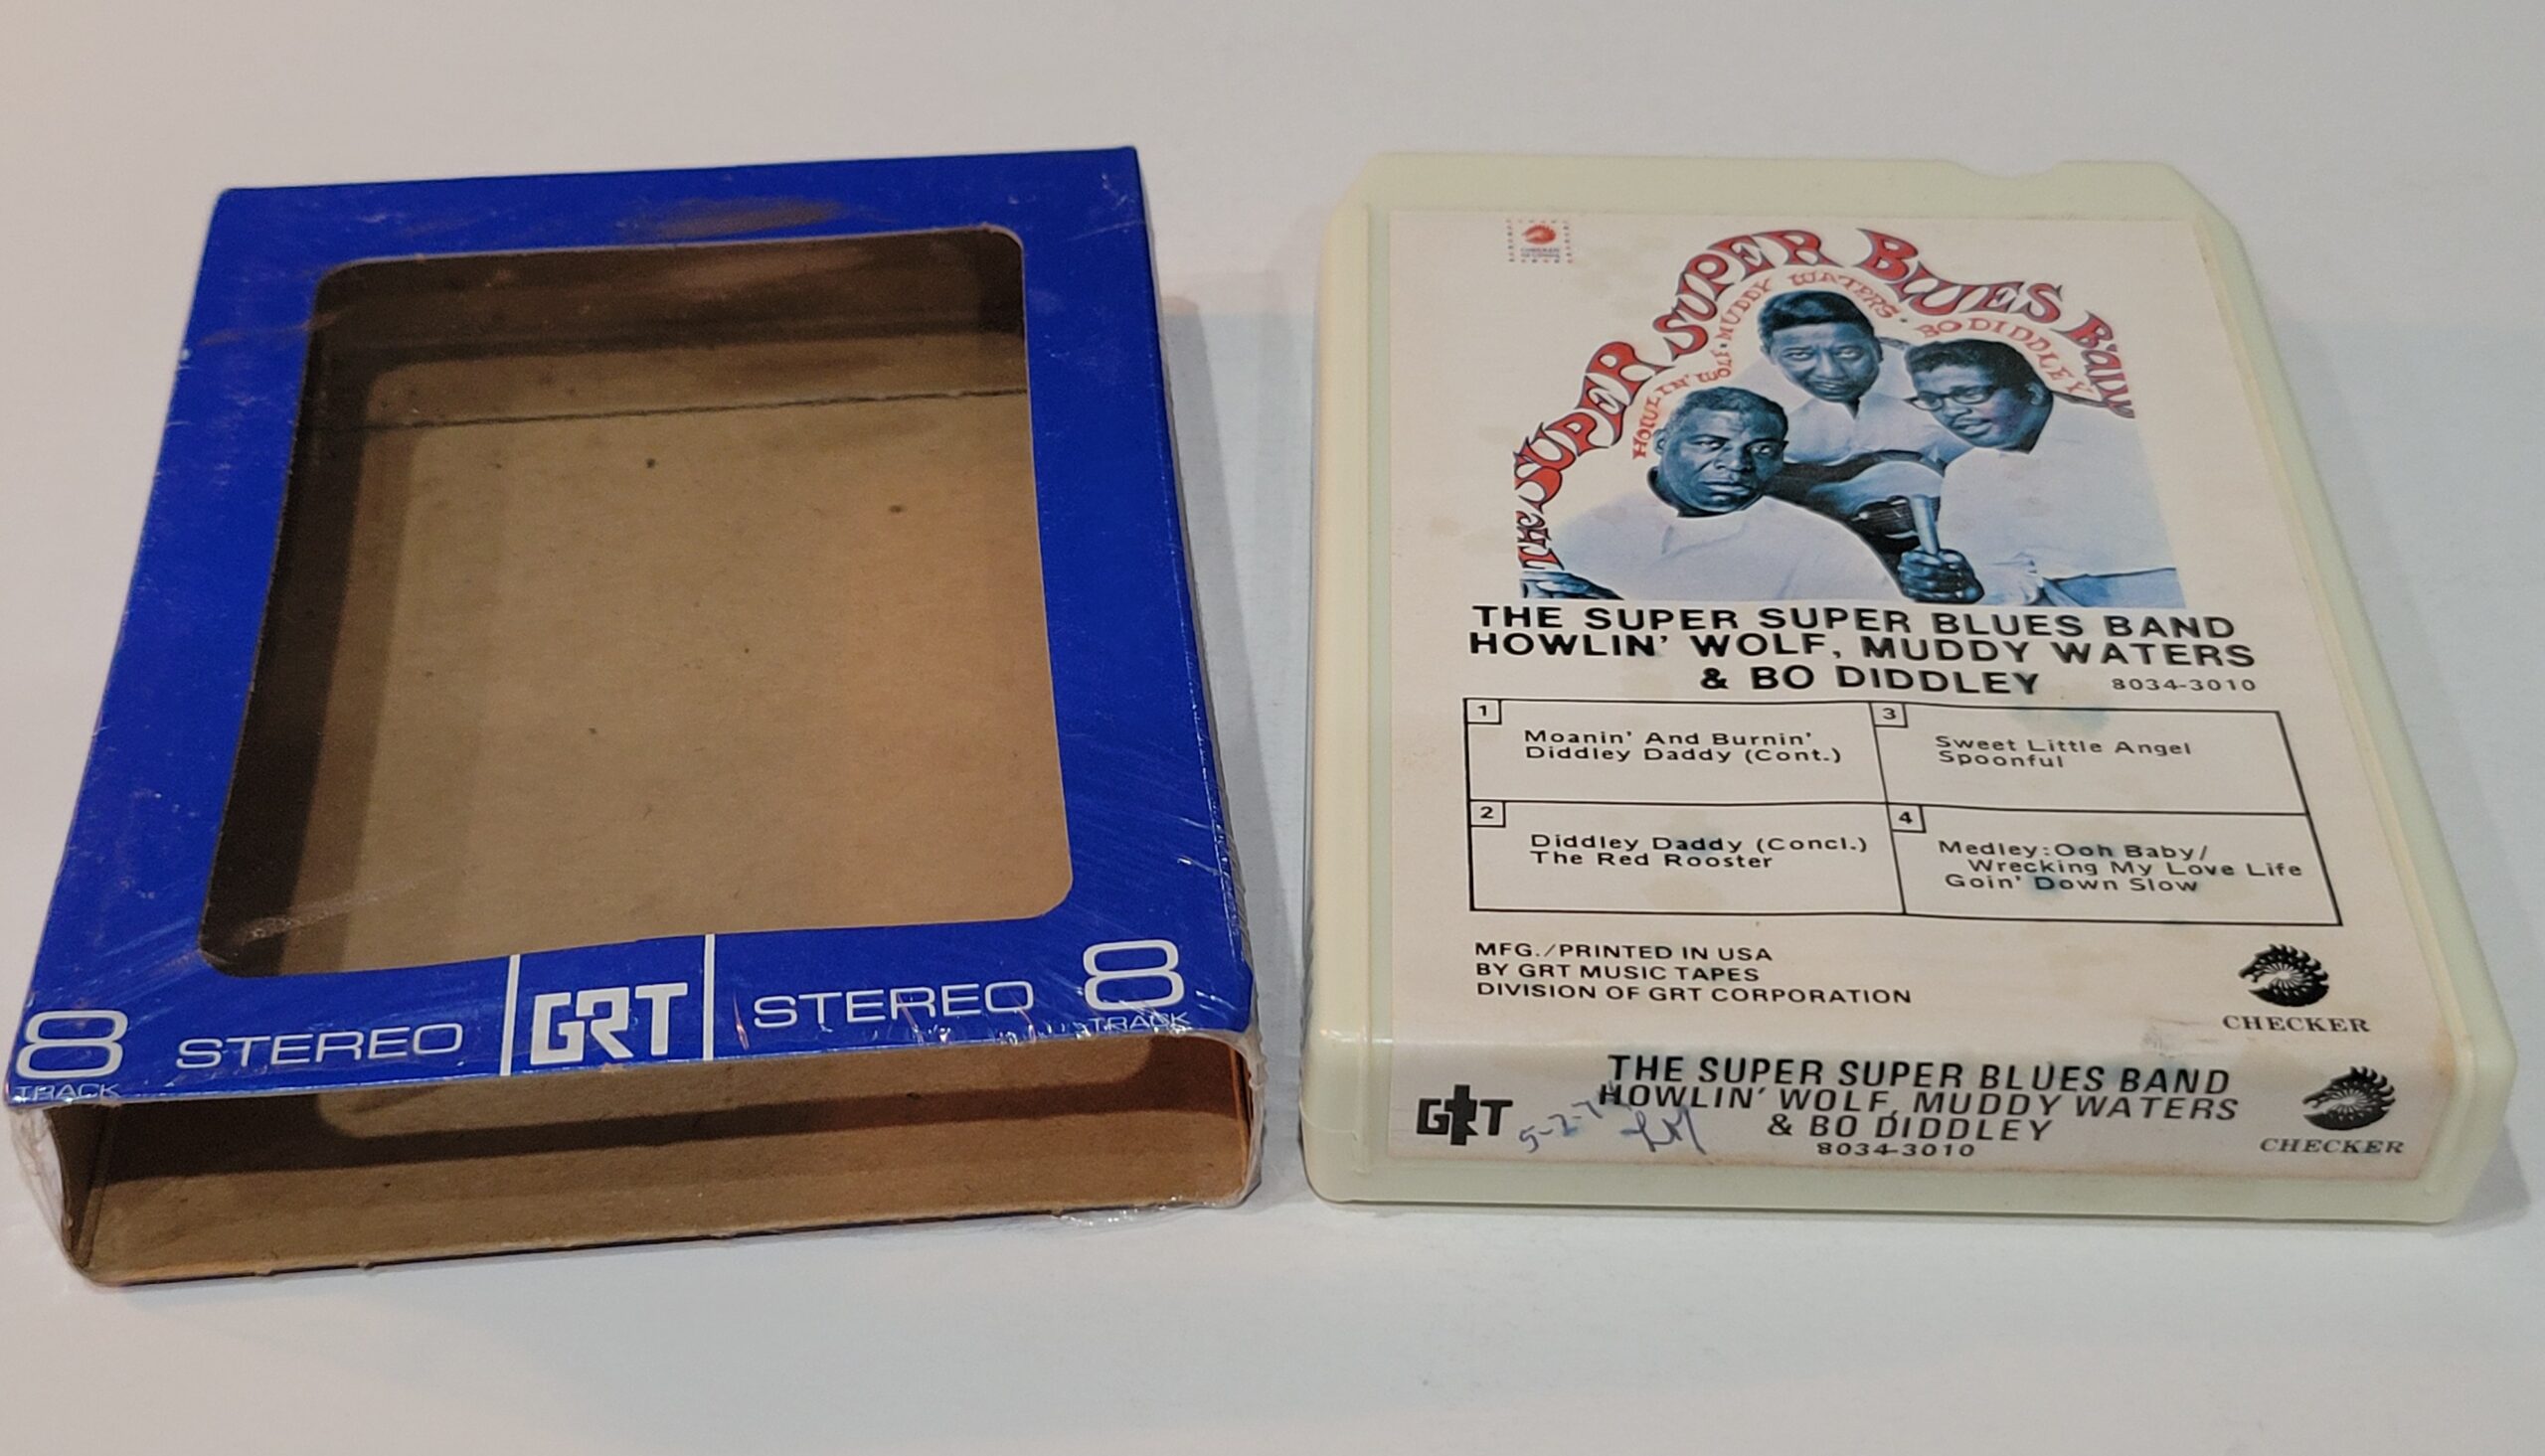 8
TRACK
STEREO
GRT
STEREO
8
TRACK
The SUPER SUPER BLUES BAND
HOWLIN' WOLF • MUDDY WATERS • BO DIDDLEY
THE SUPER SUPER BLUES BAND
HOWLIN' WOLF, MUDDY WATERS
& BO DIDDLEY
8034-3010
1
Moanin' And Burnin'
Diddley Daddy (Cont.)
2
Diddley Daddy (Concl.)
The Red Rooster
3
Sweet Little Angel
Spoonful
4
Medley:Ooh Baby/
Wrecking My Love Life
Goin' Down Slow
MFG./PRINTED IN USA
BY GRT MUSIC TAPES
DIVISION OF GRT CORPORATION
CHECKER
GRT
THE SUPER SUPER BLUES BAND
HOWLIN' WOLF, MUDDY WATERS
& BO DIDDLEY
8034-3010
CHECKER